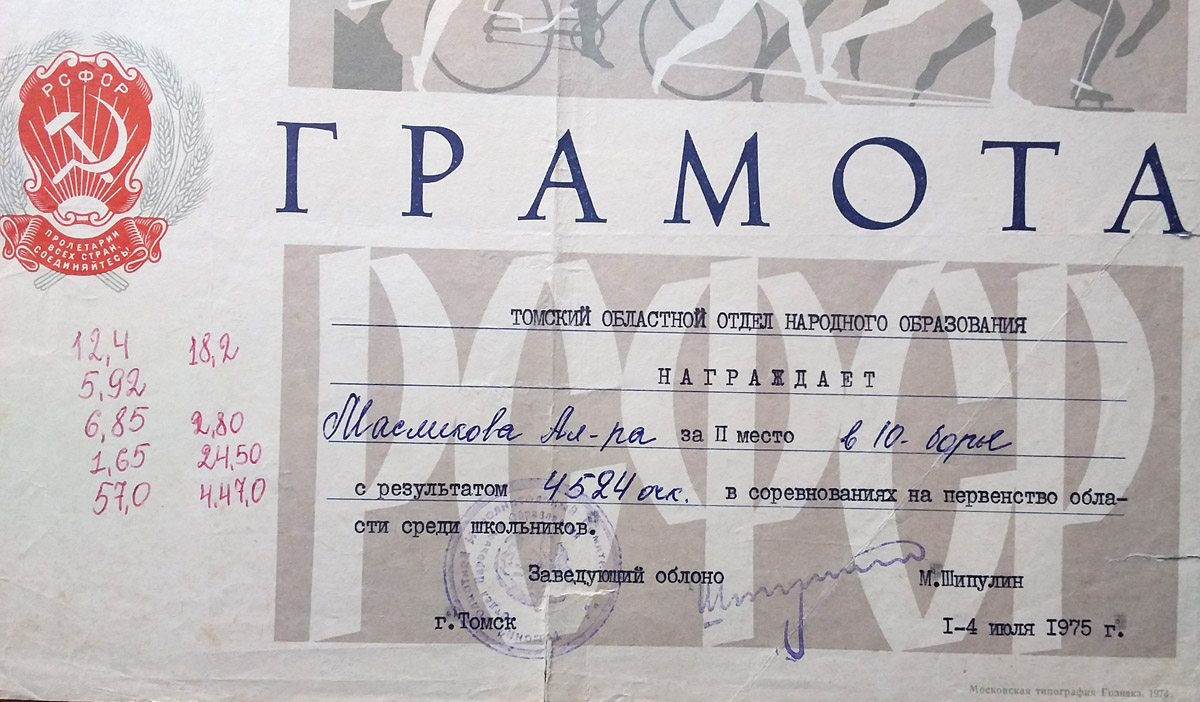 РСФСР
ПРОЛЕТАРИИ
ВСЕХ СТРАН,
СОЕДИНЯЙТЕСЬ!
ГРАМОТА
РСФСР
ТОМСКИЙ ОБЛАСТНОЙ ОТДЕЛ НАРОДНОГО ОБРАЗОВАНИЯ
НАГРАЖДАЕТ
Масликова Ал-ра за II место в 10-борье
с результатом 4524 очк. в соревнованиях на первенство обла-
сти среди школьников.
Заведующий облоно М.Шипулин
г.Томск 1-4 июля 1975 г.
12,4 18,2
5,92
6,85 2,80
1,65 24,50
57,0 4.47,0
Московская типография Гознака. 1974.